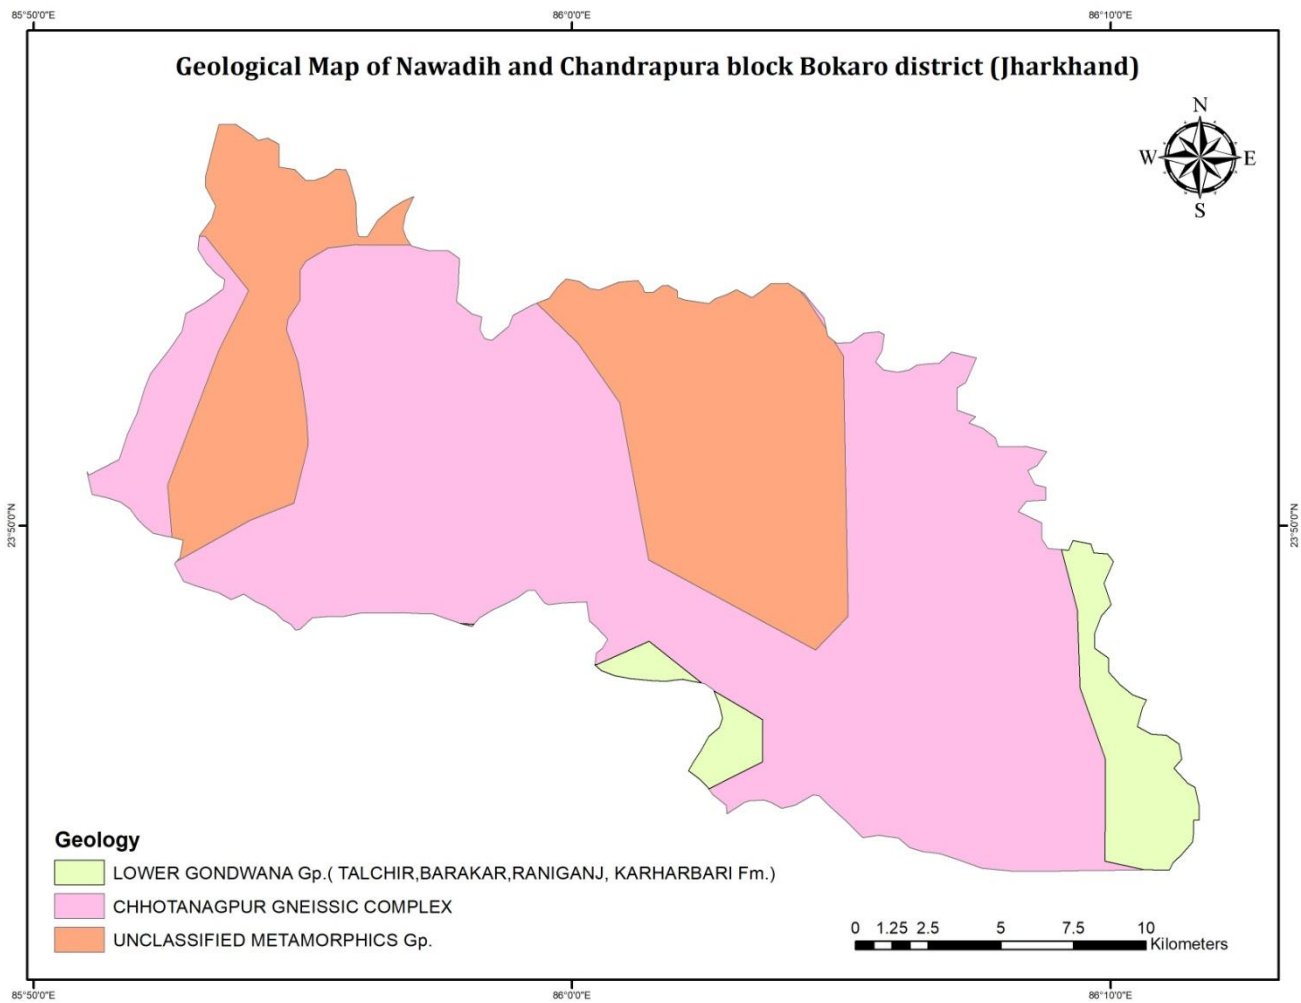 85°50'0"E 86°0'0"E 86°10'0"E
Geological Map of Nawadih and Chandrapura block Bokaro district (Jharkhand)
N
W E
S
23°50'0"N 23°50'0"N
Geology
LOWER GONDWANA Gp.( TALCHIR,BARAKAR,RANIGANJ, KARHARBARI Fm.)
CHHOTANAGPUR GNEISSIC COMPLEX
UNCLASSIFIED METAMORPHICS Gp.
0 1.25 2.5 5 7.5 10
Kilometers
85°50'0"E 86°0'0"E 86°10'0"E